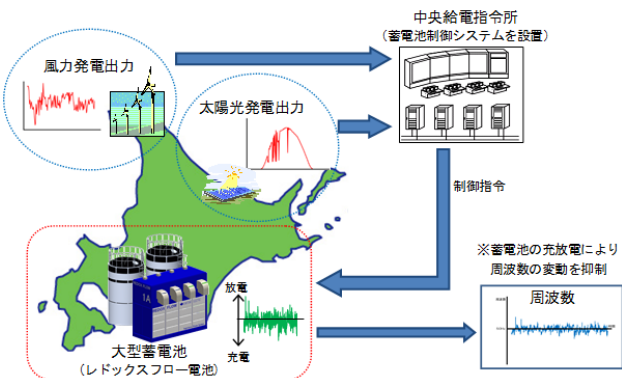 中央給電指令所
（蓄電池制御システムを設置）
風力発電出力
太陽光発電出力
制御指令
※蓄電池の充放電により
周波数の変動を抑制
放電
1A
周波数
充電
大型蓄電池
（レドックスフロー電池）